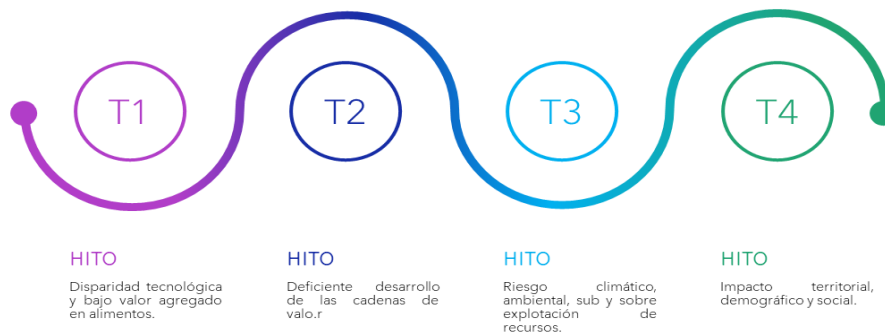 T1
T2
T3
T4
HITO
Disparidad tecnológica
y bajo valor agregado
en alimentos.
HITO
Deficiente desarrollo
de las cadenas de
valo.r
HITO
Riesgo climático,
ambiental, sub y sobre
explotación de
recursos.
HITO
Impacto territorial,
demográfico y social.